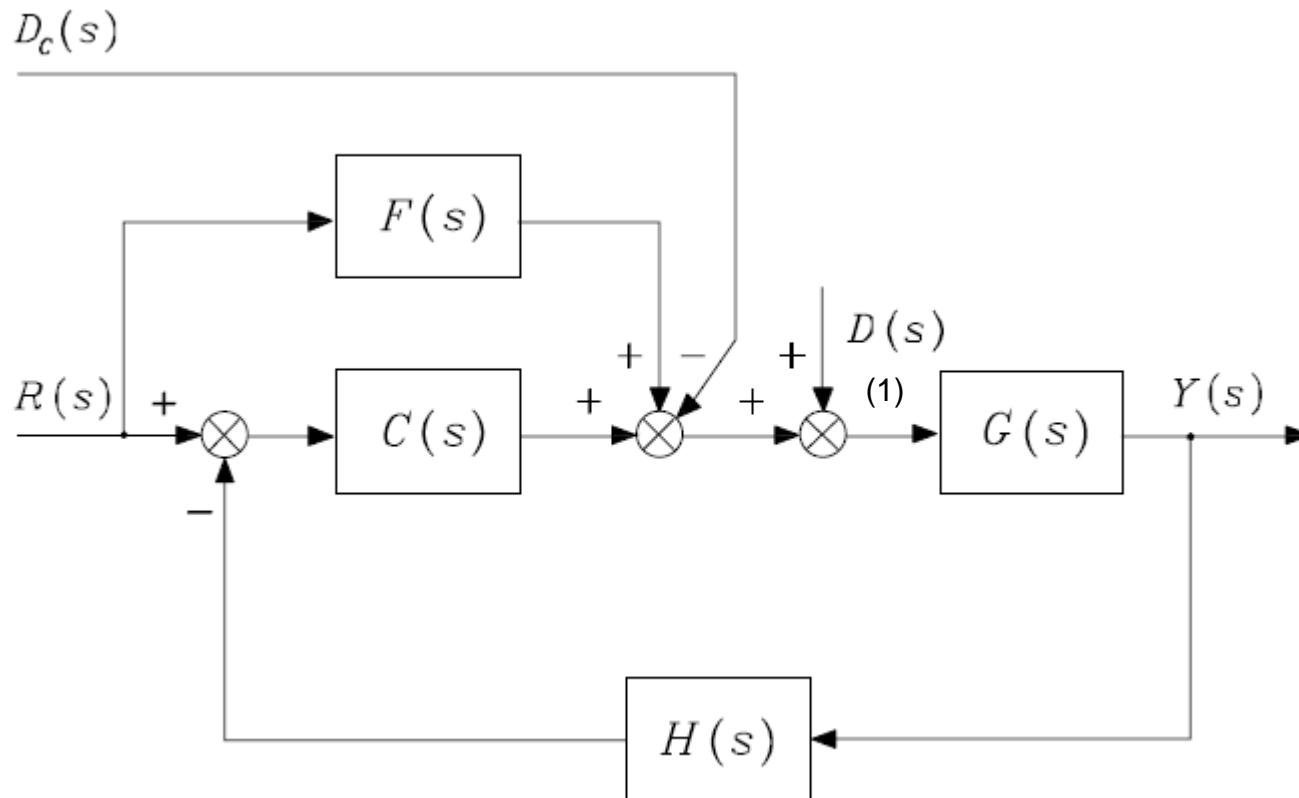 D_c(s)
F(s)
+ −
+ D(s)
R(s) + C(s) + + (1) G(s) Y(s)
−
H(s)